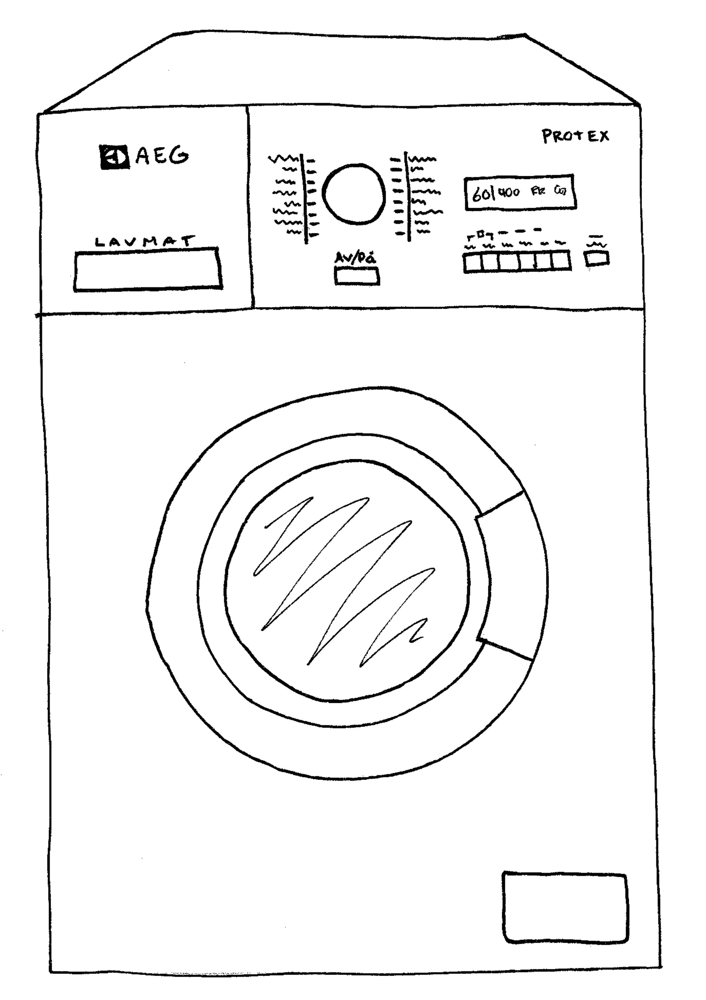 AEG
LAVMAT
PROTEX
60/400
AV/På